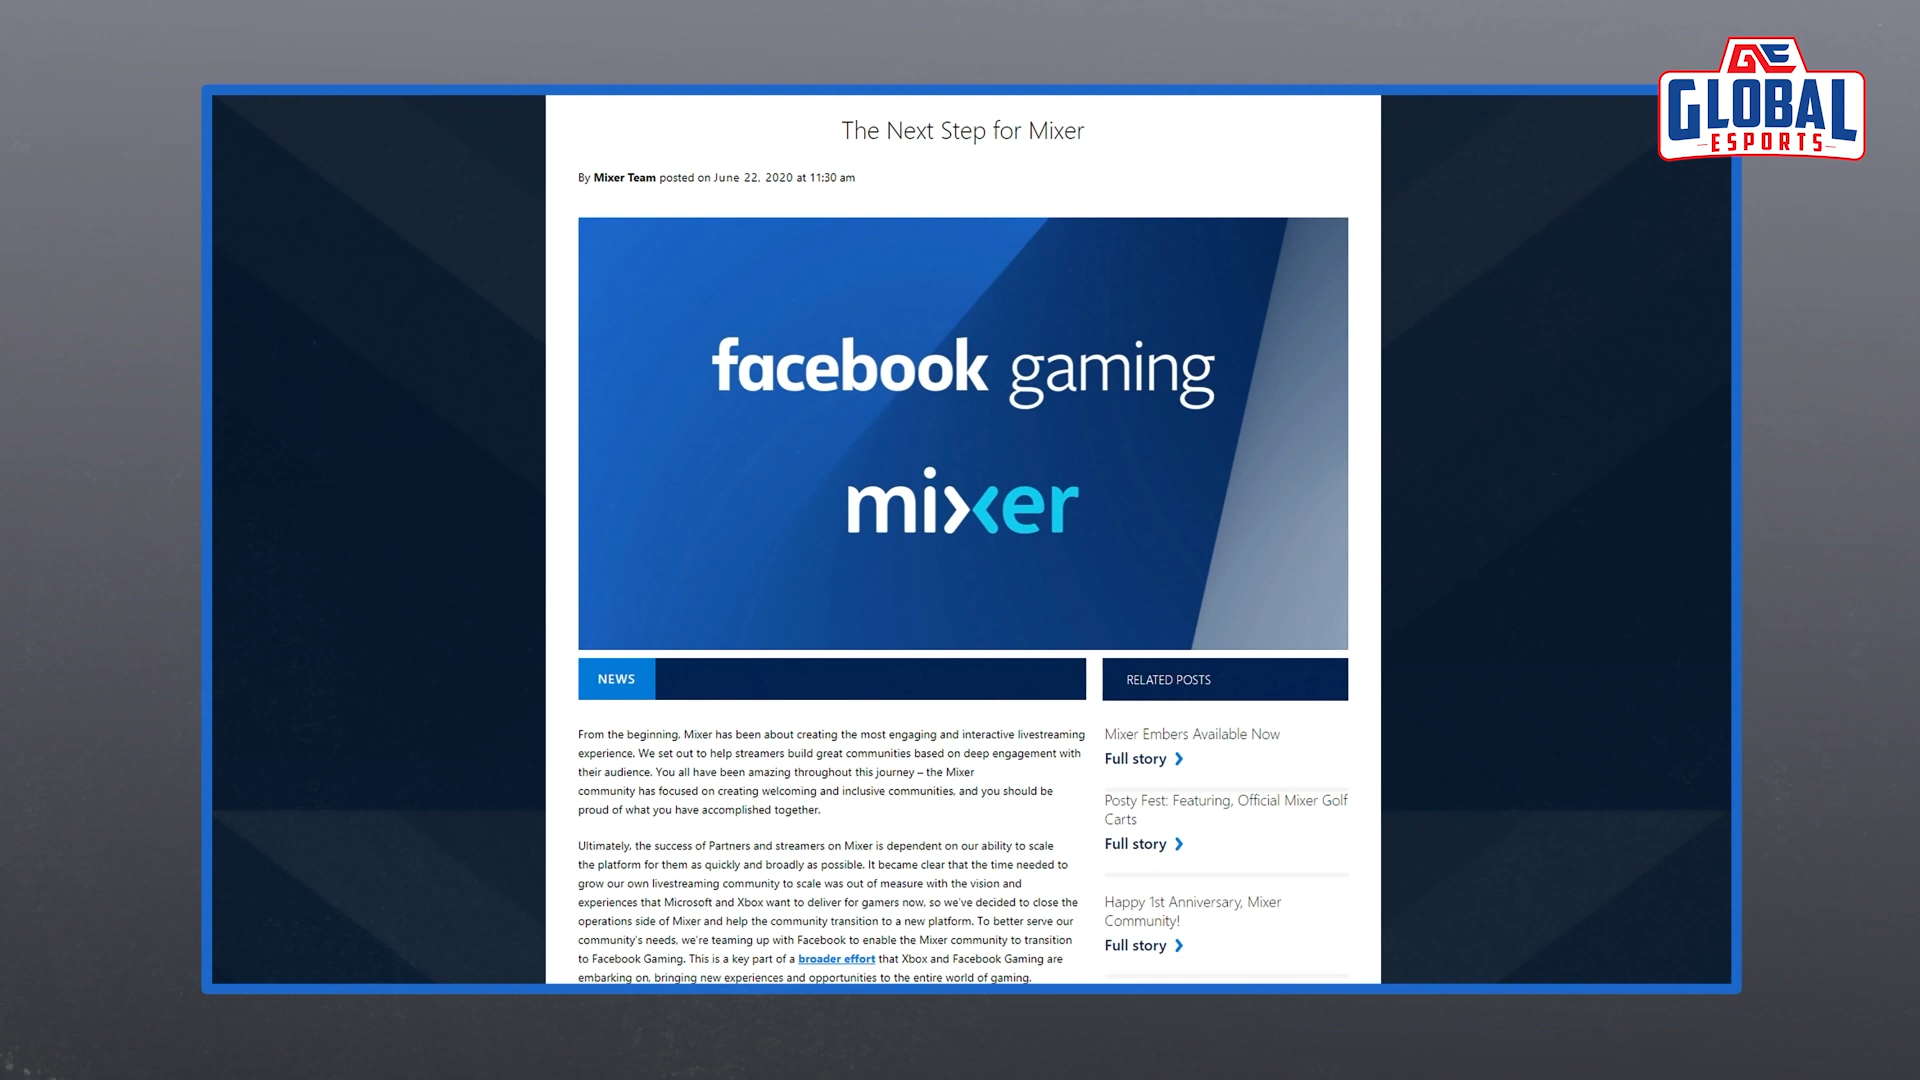 GE
GLOBAL
ESPORTS
The Next Step for Mixer
By Mixer Team posted on June 22, 2020 at 11:30 am
facebook gaming
mixer
NEWS
From the beginning, Mixer has been about creating the most engaging and interactive livestreaming
experience. We set out to help streamers build great communities based on deep engagement with
their audience. You all have been amazing throughout this journey – the Mixer
community has focused on creating welcoming and inclusive communities, and you should be
proud of what you have accomplished together.
Ultimately, the success of Partners and streamers on Mixer is dependent on our ability to scale
the platform for them as quickly and broadly as possible. It became clear that the time needed to
grow our own livestreaming community to scale was out of measure with the vision and
experiences that Microsoft and Xbox want to deliver for gamers now, so we've decided to close the
operations side of Mixer and help the community transition to a new platform. To better serve our
community's needs, we're teaming up with Facebook to enable the Mixer community to transition
to Facebook Gaming. This is a key part of a broader effort that Xbox and Facebook Gaming are
embarking on, bringing new experiences and opportunities to the entire world of gaming.
RELATED POSTS
Mixer Embers Available Now
Full story
Posty Fest: Featuring, Official Mixer Golf
Carts
Full story
Happy 1st Anniversary, Mixer
Community!
Full story